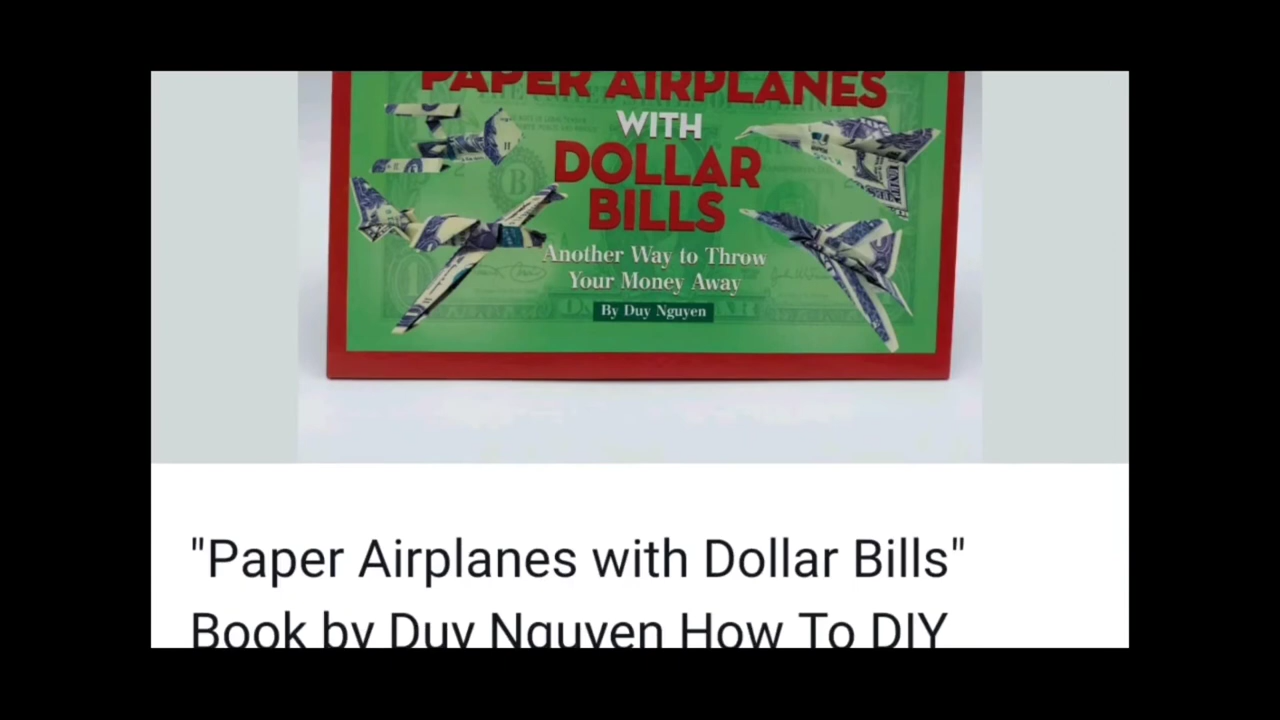 PAPER AIRPLANES
WITH
DOLLAR
BILLS
Another Way to Throw
Your Money Away
By Duy Nguyen
"Paper Airplanes with Dollar Bills"
Book by Duy Nguyen How To DIY